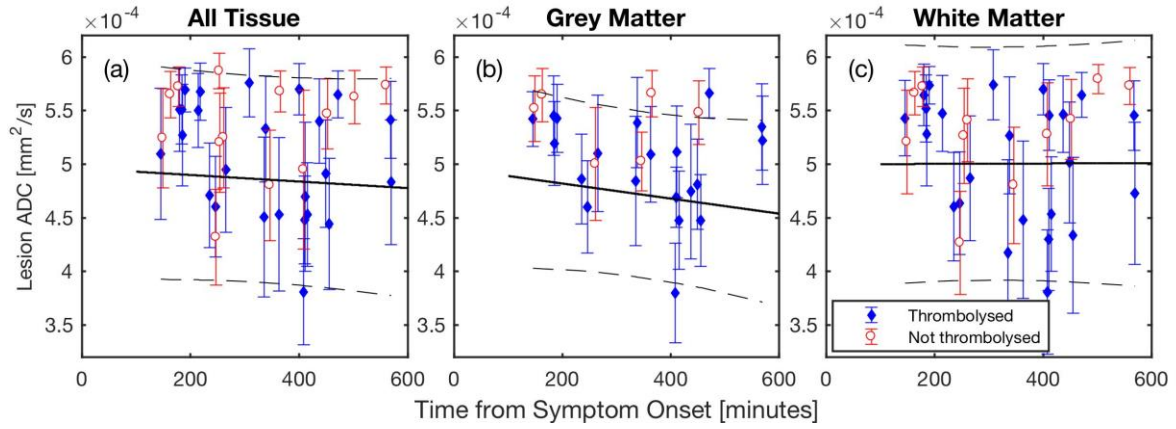 All Tissue
Grey Matter
White Matter
×10⁻⁴
×10⁻⁴
×10⁻⁴
(a)
(b)
(c)
6
5.5
5
4.5
4
3.5
6
5.5
5
4.5
4
3.5
6
5.5
5
4.5
4
3.5
Lesion ADC [mm²/s]
Thrombolysed
Not thrombolysed
0 200 400 600
0 200 400 600
0 200 400 600
Time from Symptom Onset [minutes]